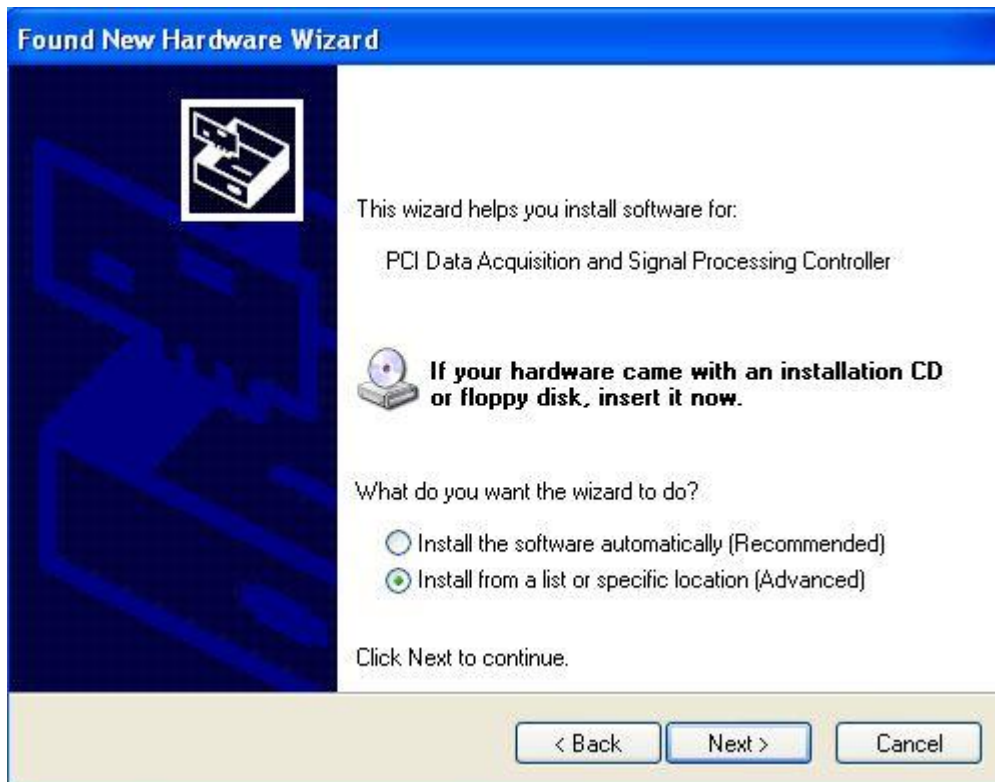 Found New Hardware Wizard
This wizard helps you install software for:
PCI Data Acquisition and Signal Processing Controller
If your hardware came with an installation CD
or floppy disk, insert it now.
What do you want the wizard to do?
Install the software automatically (Recommended)
Install from a list or specific location (Advanced)
Click Next to continue.
< Back
Next >
Cancel